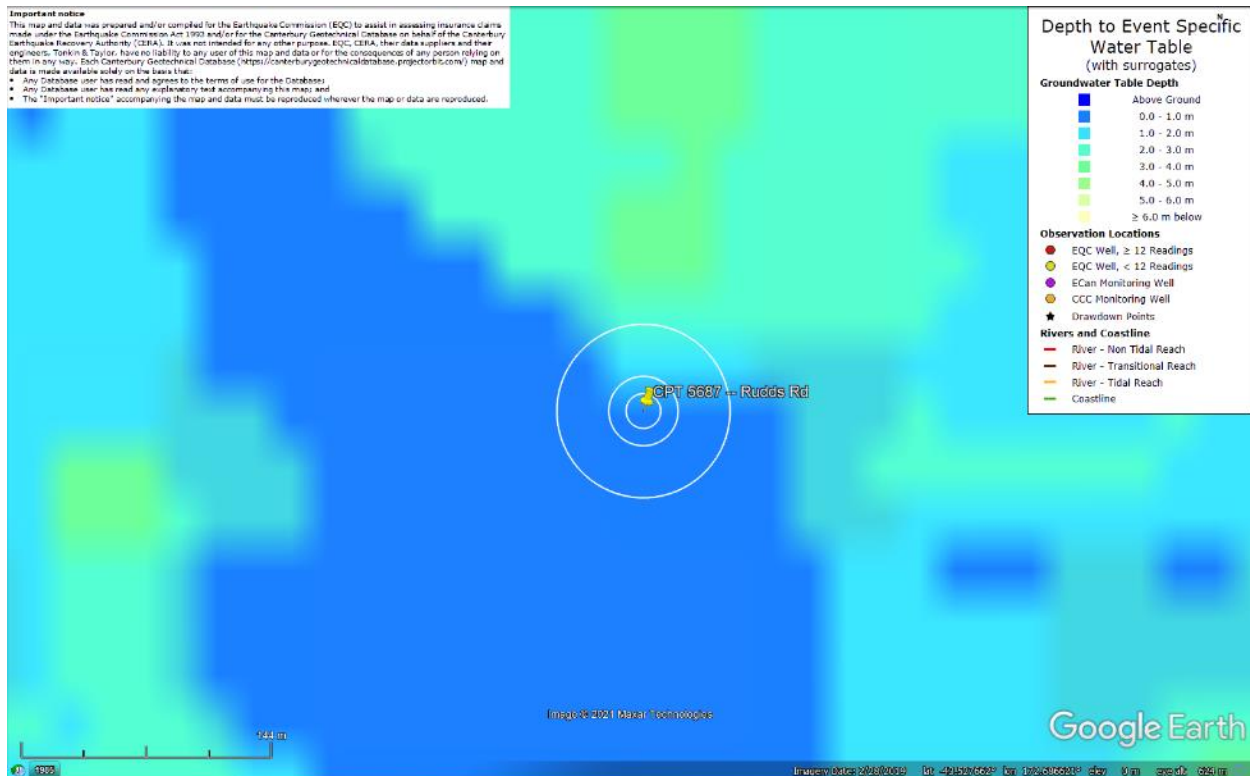 Important notice
This map and data was prepared and/or compiled for the Earthquake Commission (EQC) to assist in assessing insurance claims
made under the Earthquake Commission Act 1993 and/or for the Canterbury Geotechnical Database on behalf of the Canterbury
Earthquake Recovery Authority (CERA). It was not intended for any other purpose. EQC, CERA, their data suppliers and their
engineers, Tonkin & Taylor, have no liability to any user of this map and data or for the consequences of any person relying on
them in any way. Each Canterbury Geotechnical Database (https://canterburygeotechnicaldatabase.projectorbit.com/) map and
data is made available solely on the basis that:
• Any Database user has read and agrees to the terms of use for the Database;
• Any Database user has read any explanatory text accompanying this map; and
• The "Important notice" accompanying the map and data must be reproduced wherever the map or data are reproduced.
N
Depth to Event Specific
Water Table
(with surrogates)
Groundwater Table Depth
Above Ground
0.0 - 1.0 m
1.0 - 2.0 m
2.0 - 3.0 m
3.0 - 4.0 m
4.0 - 5.0 m
5.0 - 6.0 m
≥ 6.0 m below
Observation Locations
EQC Well, ≥ 12 Readings
EQC Well, < 12 Readings
ECan Monitoring Well
CCC Monitoring Well
Drawdown Points
Rivers and Coastline
River - Non Tidal Reach
River - Transitional Reach
River - Tidal Reach
Coastline
CPT 5687 -- Rudds Rd
Image © 2021 Maxar Technologies
144 m
Google Earth
1985
Imagery Date: lat lon elev 0 m eye alt 624 m